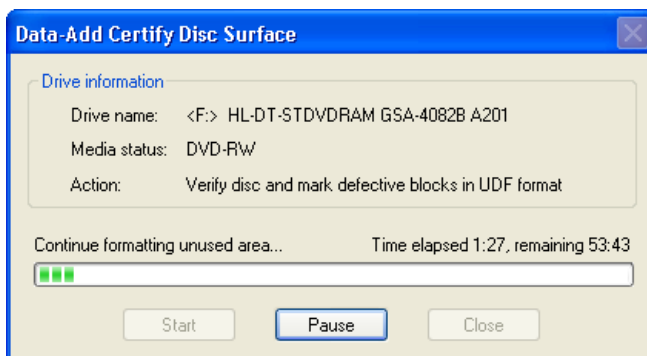 Data-Add Certify Disc Surface
Drive information
Drive name: <F:> HL-DT-STDVDRAM GSA-4082B A201
Media status: DVD-RW
Action: Verify disc and mark defective blocks in UDF format
Continue formatting unused area... Time elapsed 1:27, remaining 53:43
Start Pause Close